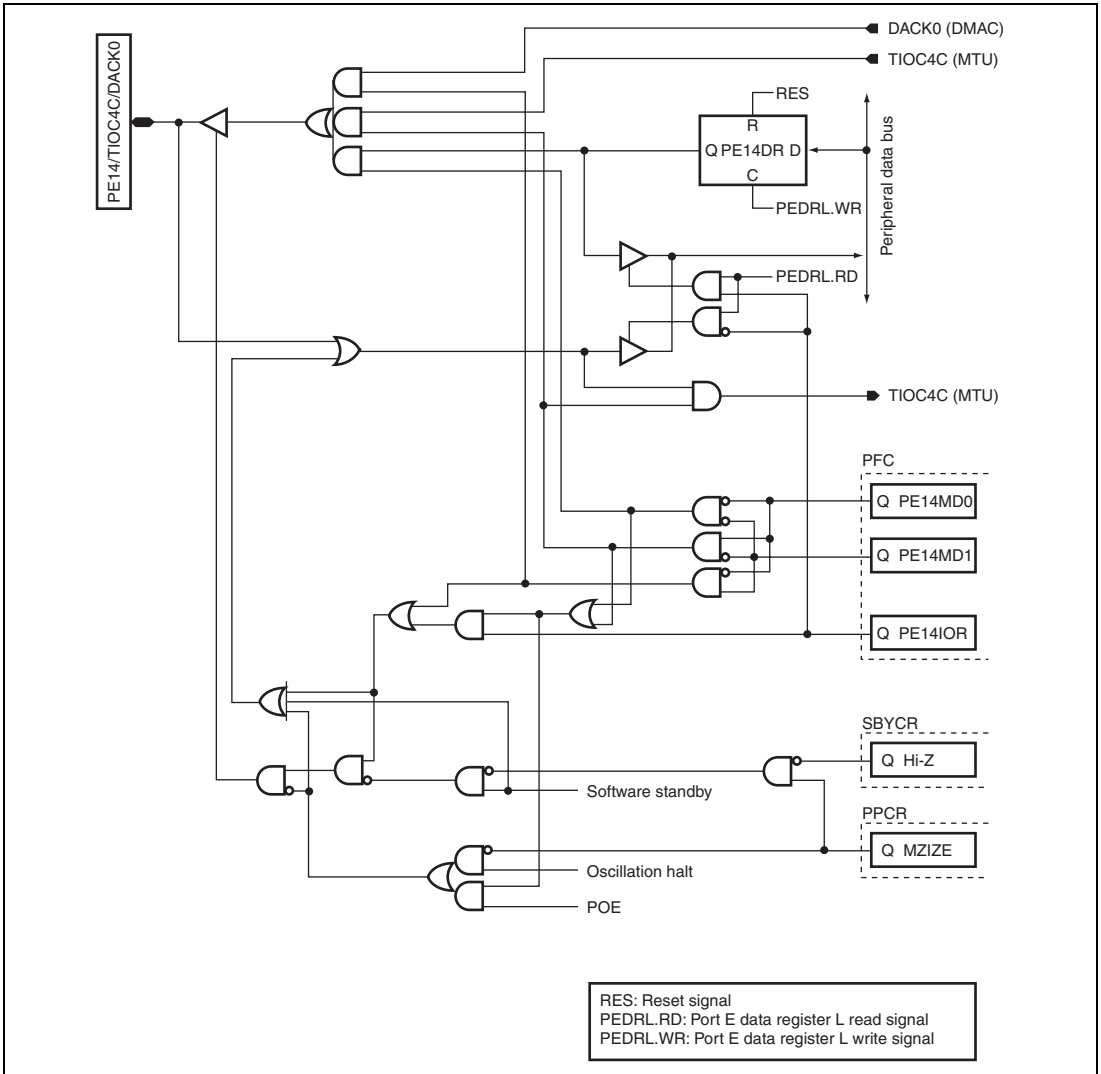 PE14/TIOC4C/DACK0
DACK0 (DMAC)
TIOC4C (MTU)
RES
R
Q PE14DR D
C
PEDRL.WR
Peripheral data bus
PEDRL.RD
TIOC4C (MTU)
PFC
Q PE14MD0
Q PE14MD1
Q PE14IOR
SBYCR
Q Hi-Z
Software standby
PPCR
Q MZIZE
Oscillation halt
POE
RES: Reset signal
PEDRL.RD: Port E data register L read signal
PEDRL.WR: Port E data register L write signal